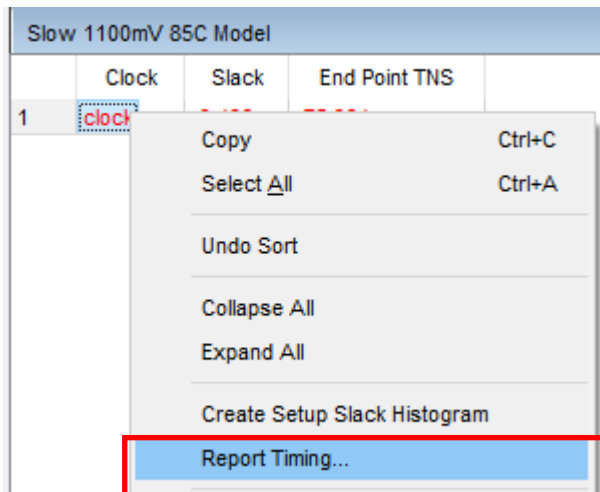 Slow 1100mV 85C Model
Clock Slack End Point TNS
1 clock
Copy Ctrl+C
Select All Ctrl+A
Undo Sort
Collapse All
Expand All
Create Setup Slack Histogram
Report Timing...